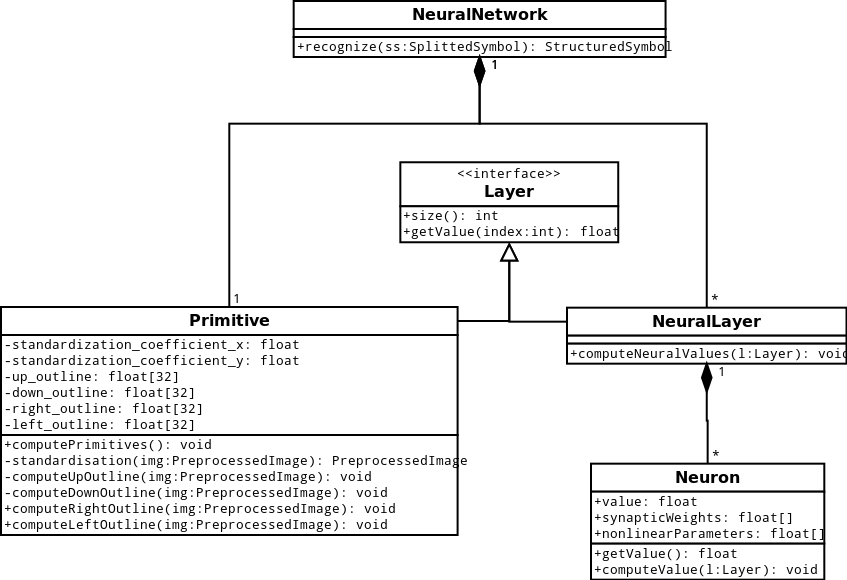 NeuralNetwork
+recognize(ss:SplittedSymbol): StructuredSymbol
1
<<interface>>
Layer
+size(): int
+getValue(index:int): float
1
*
Primitive
-standardization_coefficient_x: float
-standardization_coefficient_y: float
-up_outline: float[32]
-down_outline: float[32]
-right_outline: float[32]
-left_outline: float[32]
+computePrimitives(): void
-standardisation(img:PreprocessedImage): PreprocessedImage
-computeUpOutline(img:PreprocessedImage): void
-computeDownOutline(img:PreprocessedImage): void
+computeRightOutline(img:PreprocessedImage): void
+computeLeftOutline(img:PreprocessedImage): void
NeuralLayer
+computeNeuralValues(l:Layer): void
1
*
Neuron
+value: float
+synapticWeights: float[]
+nonlinearParameters: float[]
+getValue(): float
+computeValue(l:Layer): void